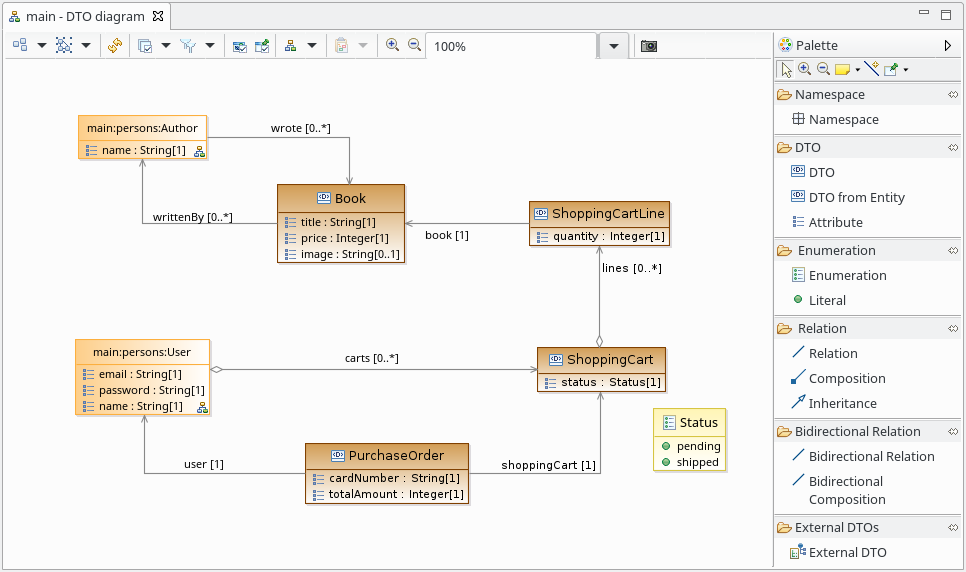 main - DTO diagram
100%
Palette
Namespace
Namespace
DTO
DTO
DTO from Entity
Attribute
Enumeration
Enumeration
Literal
Relation
Relation
Composition
Inheritance
Bidirectional Relation
Bidirectional Relation
Bidirectional
Composition
External DTOs
External DTO
main:persons:Author
name : String[1]
wrote [0..*]
writtenBy [0..*]
Book
title : String[1]
price : Integer[1]
image : String[0..1]
book [1]
ShoppingCartLine
quantity : Integer[1]
lines [0..*]
main:persons:User
email : String[1]
password : String[1]
name : String[1]
carts [0..*]
ShoppingCart
status : Status[1]
Status
pending
shipped
user [1]
PurchaseOrder
cardNumber : String[1]
totalAmount : Integer[1]
shoppingCart [1]